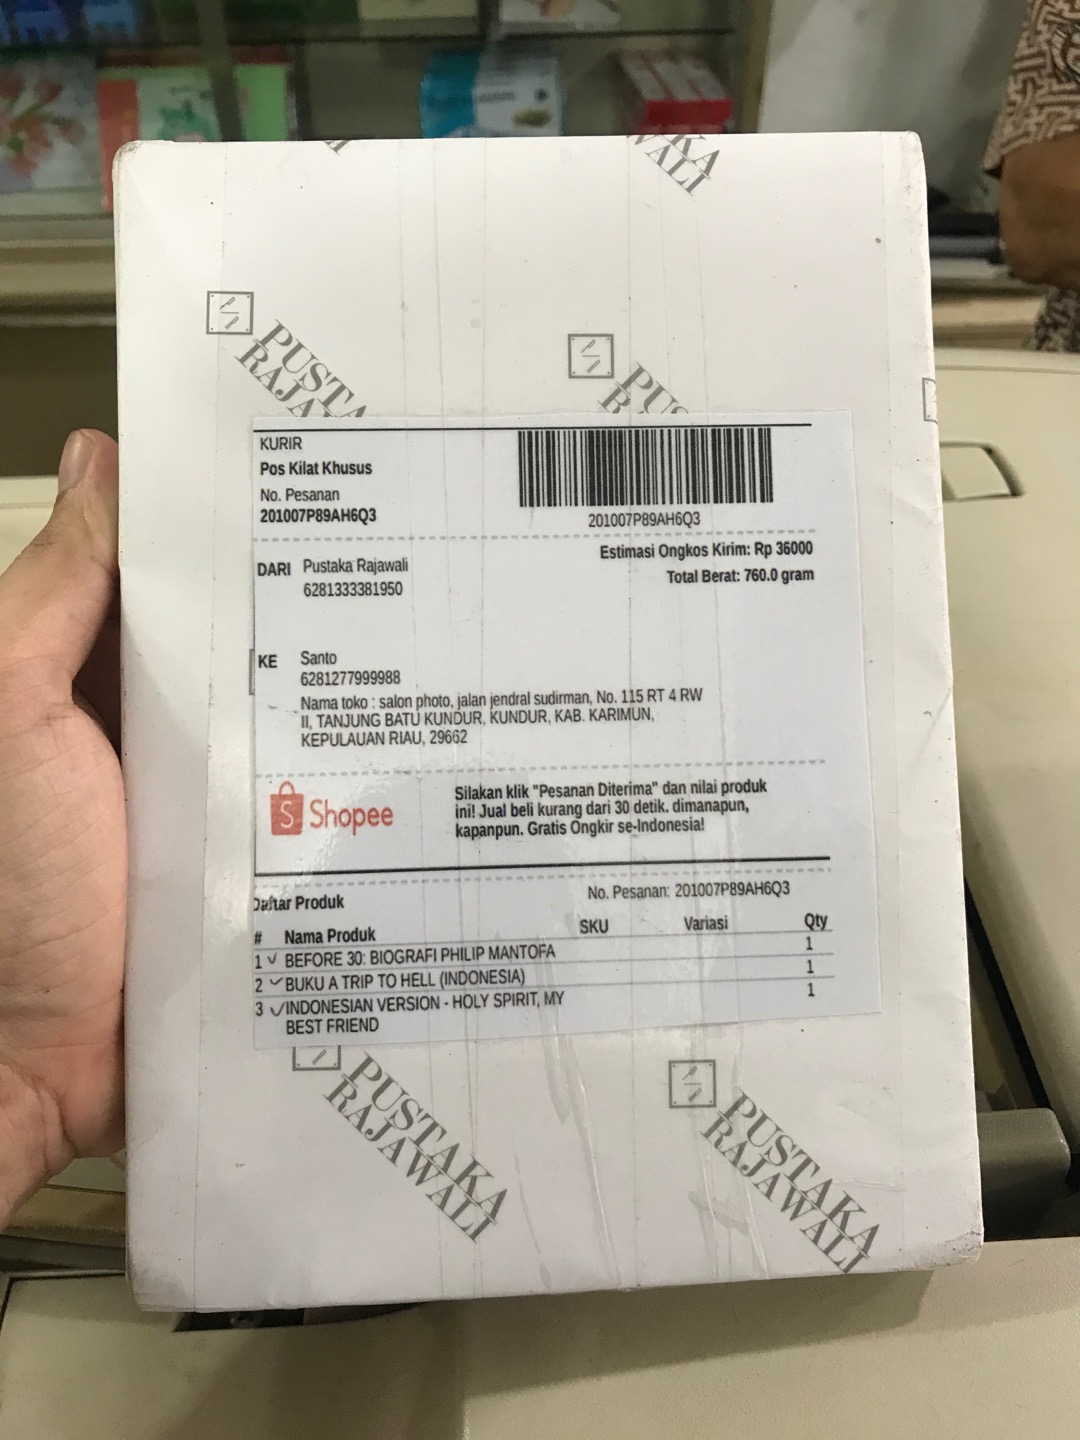 KA
WALI
PUSTAKA
RAJA
PUS
R
KURIR
Pos Kilat Khusus
No. Pesanan
201007P89AH6Q3
201007P89AH6Q3
Estimasi Ongkos Kirim: Rp 36000
Total Berat: 760.0 gram
DARI Pustaka Rajawali
6281333381950
KE Santo
6281277999988
Nama toko : salon photo, jalan jendral sudirman, No. 115 RT 4 RW
II, TANJUNG BATU KUNDUR, KUNDUR, KAB. KARIMUN,
KEPULAUAN RIAU, 29662
Shopee
Silakan klik "Pesanan Diterima" dan nilai produk
ini! Jual beli kurang dari 30 detik. dimanapun,
kapanpun. Gratis Ongkir se-Indonesia!
Daftar Produk No. Pesanan: 201007P89AH6Q3
# Nama Produk SKU Variasi Qty
1 BEFORE 30: BIOGRAFI PHILIP MANTOFA 1
2 BUKU A TRIP TO HELL (INDONESIA) 1
3 INDONESIAN VERSION - HOLY SPIRIT, MY 1
BEST FRIEND
PUSTAKA
RAJAWALI
PUSTAKA
RAJAWALI